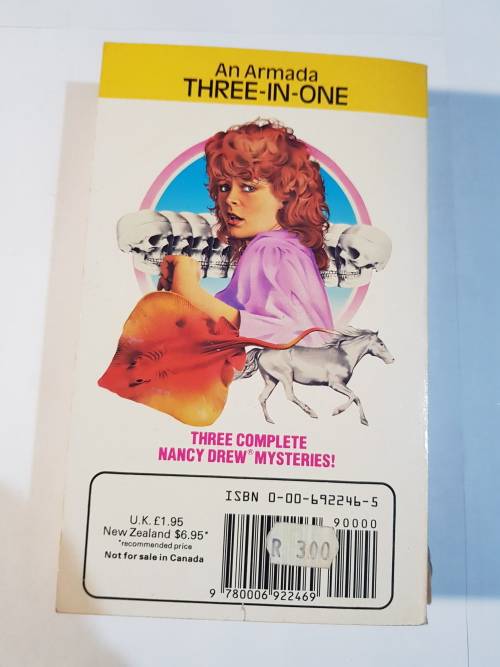 An Armada
THREE-IN-ONE
THREE COMPLETE
NANCY DREW® MYSTERIES!
ISBN 0-00-692246-5
U.K. £1.95
New Zealand $6.95*
*recommended price
Not for sale in Canada
90000
R 300
9 780006 922469